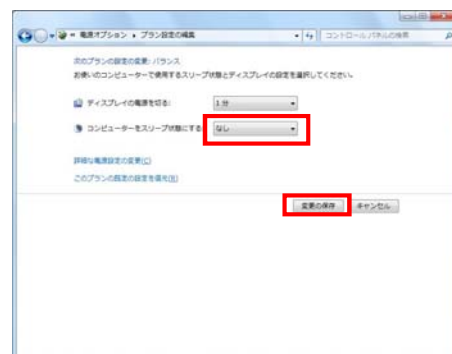 « 電源オプション ▸ プラン設定の編集
コントロール パネルの検索
次のプランの設定の変更: バランス
お使いのコンピューターで使用するスリープ状態とディスプレイの設定を選択してください。
ディスプレイの電源を切る: 1 分
コンピューターをスリープ状態にする: なし
詳細な電源設定の変更(C)
このプランの既定の設定を復元(R)
変更の保存 キャンセル